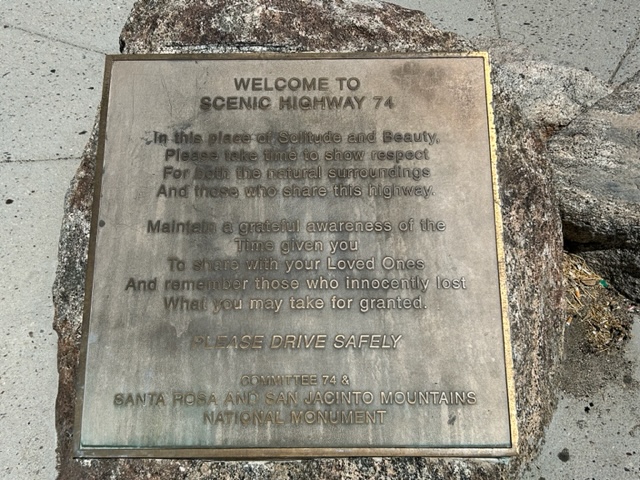 WELCOME TO
SCENIC HIGHWAY 74
In this place of Solitude and Beauty,
Please take time to show respect
For both the natural surroundings
And those who share this highway.
Maintain a grateful awareness of the
Time given you
To share with your Loved Ones
And remember those who innocently lost
What you may take for granted.
PLEASE DRIVE SAFELY
COMMITTEE 74 &
SANTA ROSA AND SAN JACINTO MOUNTAINS
NATIONAL MONUMENT